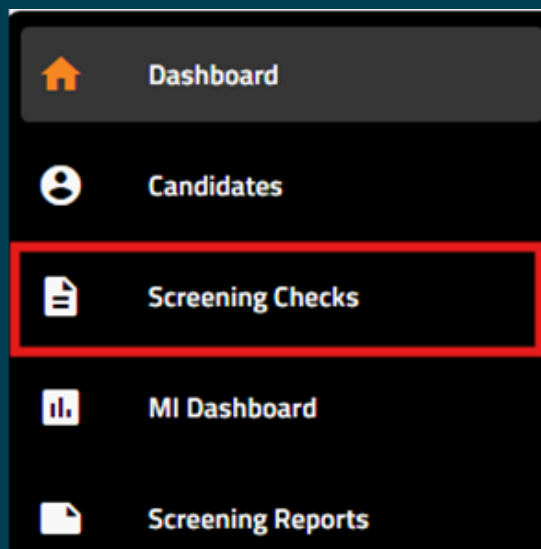 Dashboard
Candidates
Screening Checks
MI Dashboard
Screening Reports